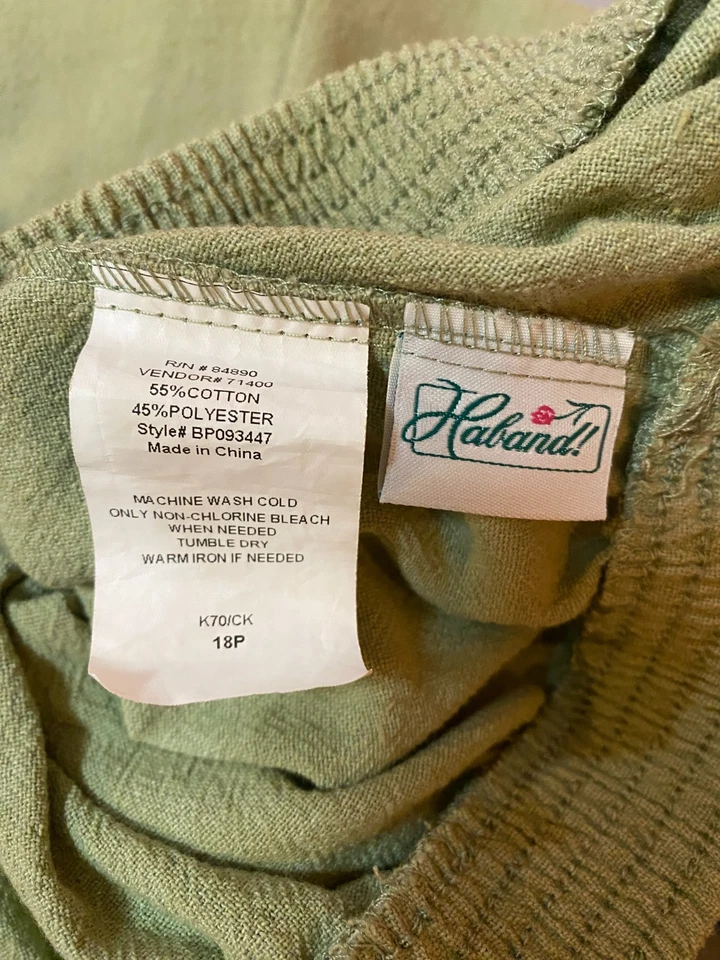 R/N # 84890
VENDOR# 71400
55%COTTON
45%POLYESTER
Style# BP093447
Made in China
MACHINE WASH COLD
ONLY NON-CHLORINE BLEACH
WHEN NEEDED
TUMBLE DRY
WARM IRON IF NEEDED
K70/CK
18P
Haband!